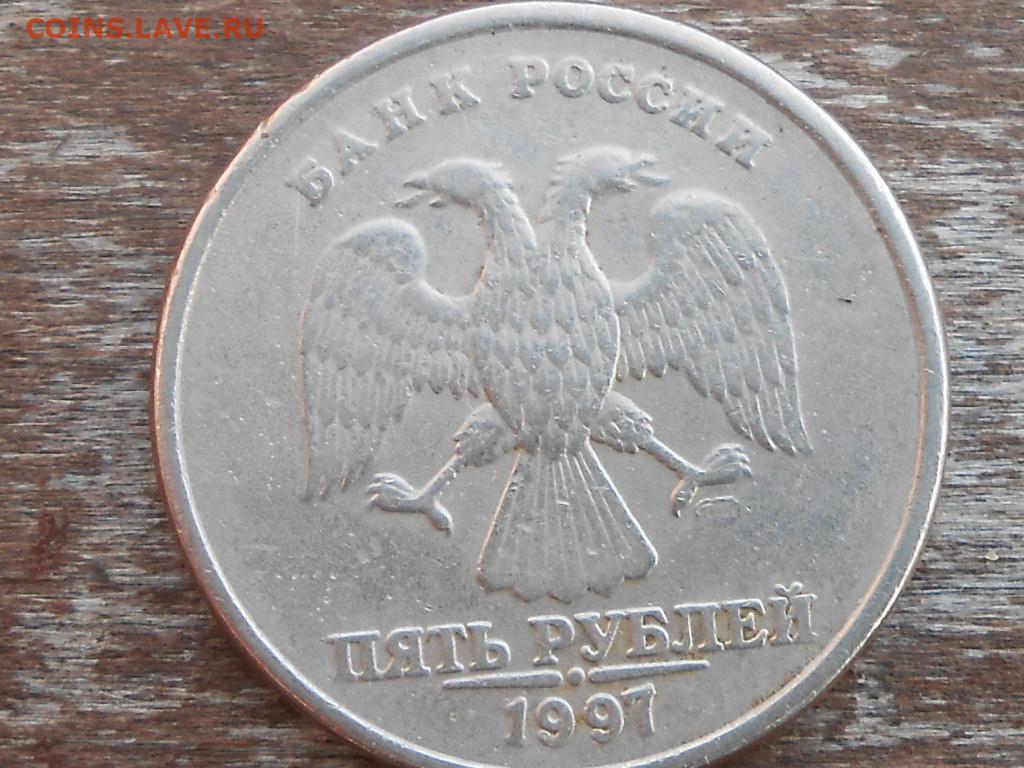 COINS.LAVE.RU
БАНК РОССИИ
ПЯТЬ РУБЛЕЙ
1997